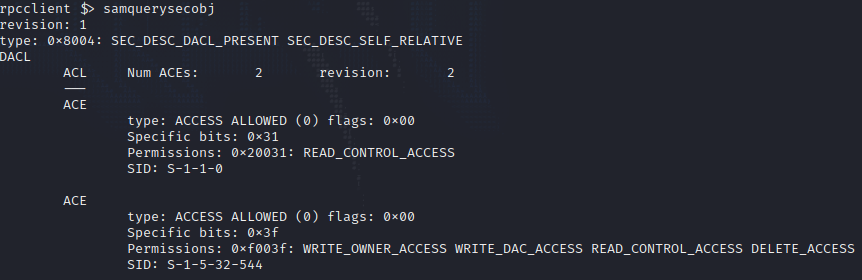 rpcclient $> samquerysecobj
revision: 1
type: 0×8004: SEC_DESC_DACL_PRESENT SEC_DESC_SELF_RELATIVE
DACL
ACL Num ACEs: 2 revision: 2
---
ACE
type: ACCESS ALLOWED (0) flags: 0×00
Specific bits: 0×31
Permissions: 0×20031: READ_CONTROL_ACCESS
SID: S-1-1-0
ACE
type: ACCESS ALLOWED (0) flags: 0×00
Specific bits: 0×3f
Permissions: 0×f003f: WRITE_OWNER_ACCESS WRITE_DAC_ACCESS READ_CONTROL_ACCESS DELETE_ACCESS
SID: S-1-5-32-544